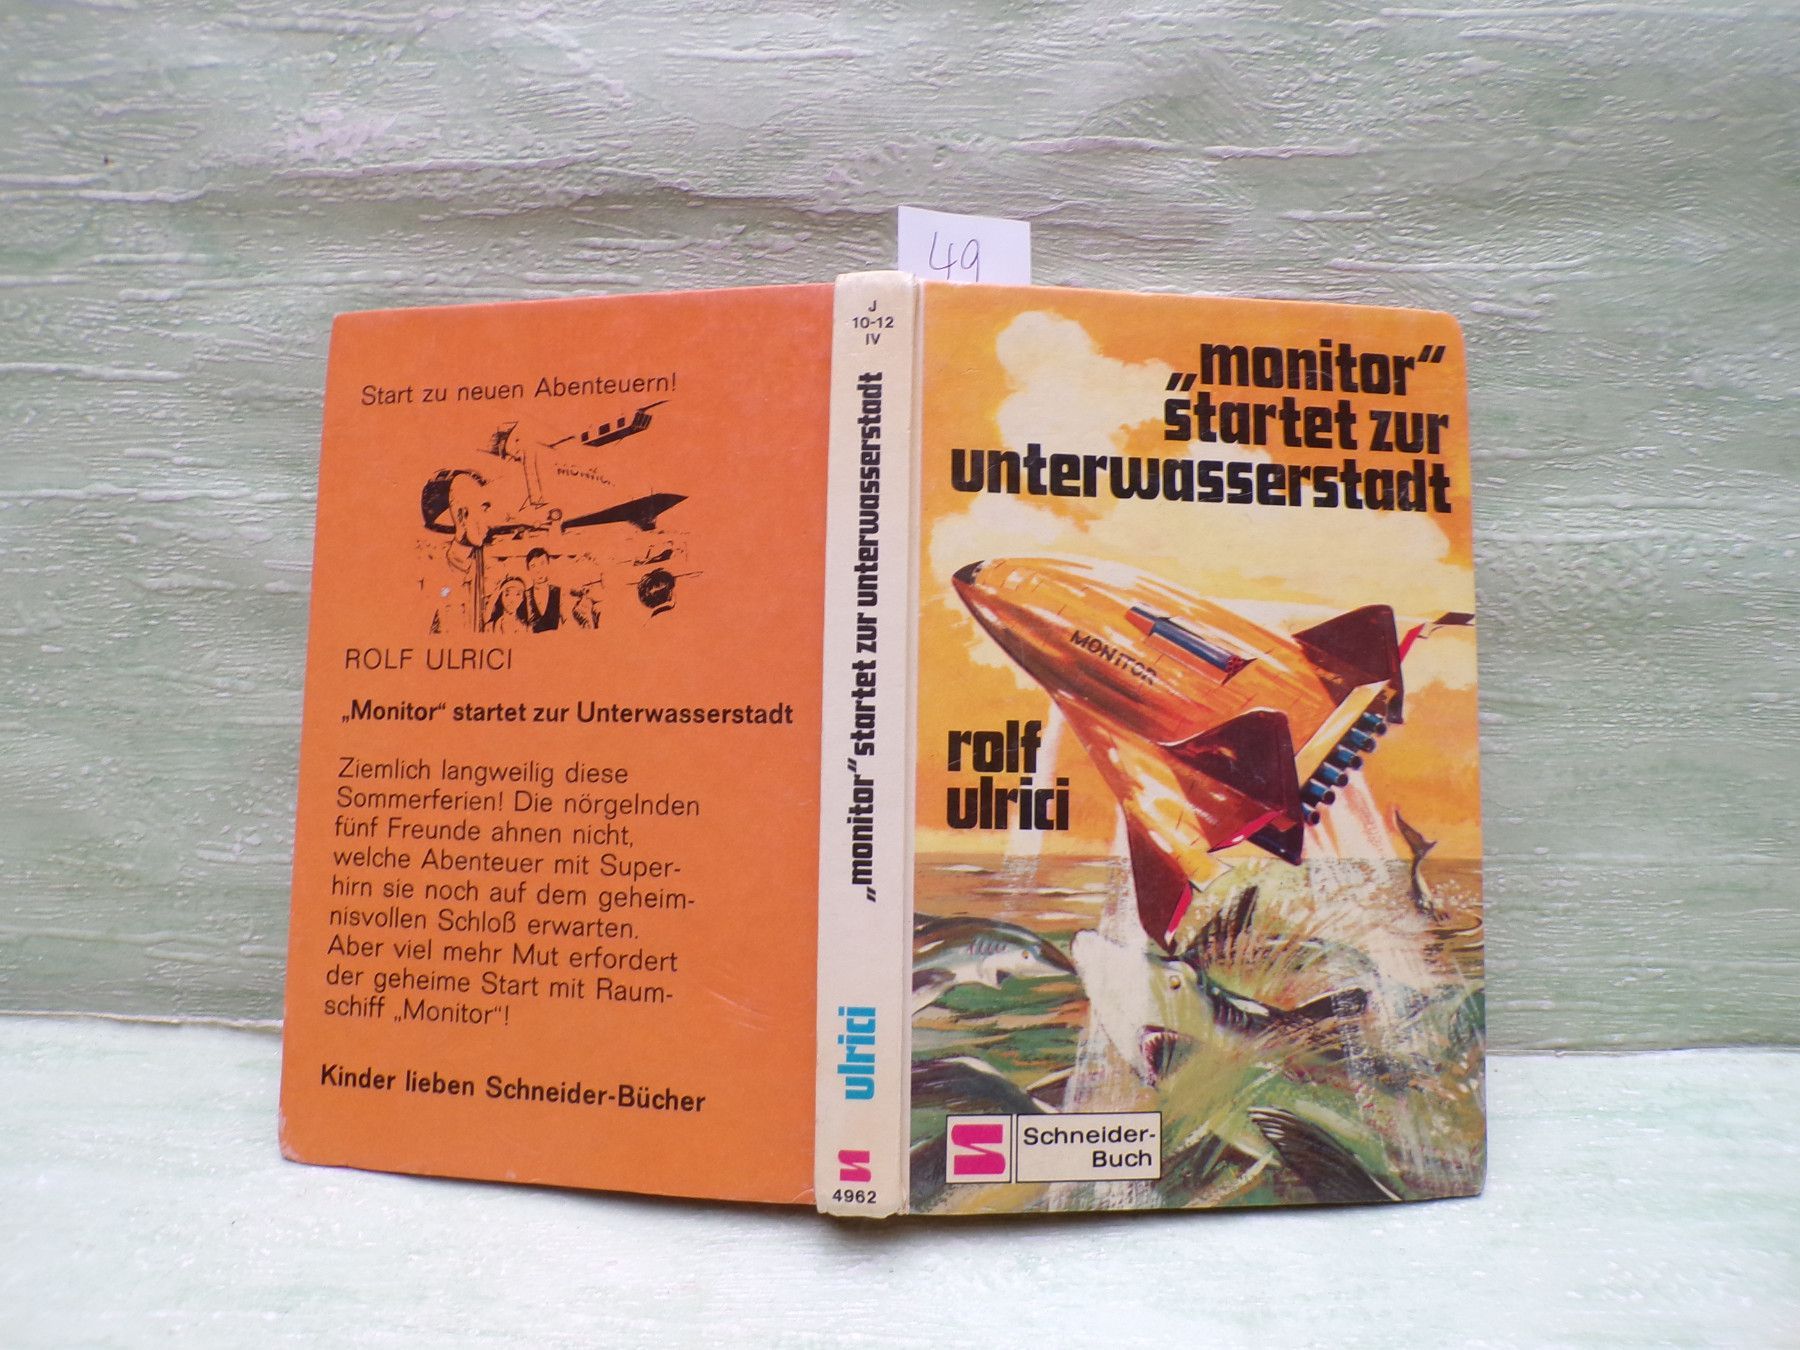 49
Start zu neuen Abenteuern!
MONITOR
ROLF ULRICI
„Monitor“ startet zur Unterwasserstadt
Ziemlich langweilig diese
Sommerferien! Die nörgelnden
fünf Freunde ahnen nicht,
welche Abenteuer mit Super-
hirn sie noch auf dem geheim-
nisvollen Schloß erwarten.
Aber viel mehr Mut erfordert
der geheime Start mit Raum-
schiff „Monitor“!
Kinder lieben Schneider-Bücher
J
10-12
IV
„monitor“ startet zur unterwasserstadt
ulrici
4962
„monitor“
startet zur
unterwasserstadt
MONITOR
rolf
ulrici
Schneider-
Buch